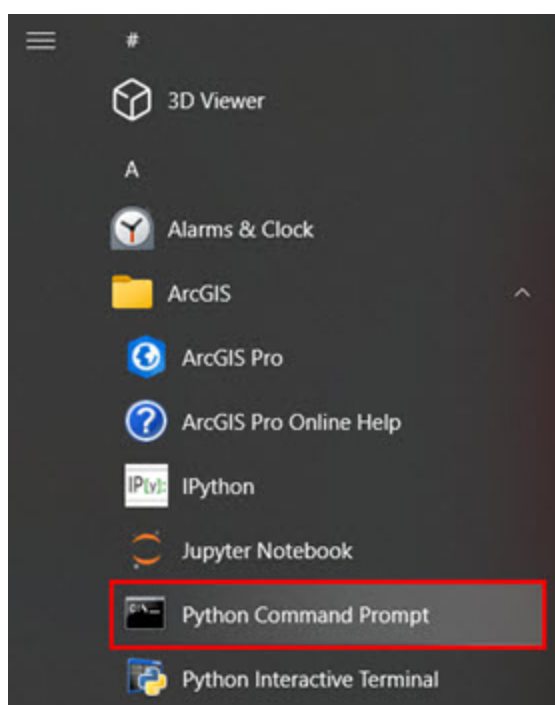 #
3D Viewer
A
Alarms & Clock
ArcGIS
ArcGIS Pro
ArcGIS Pro Online Help
IP[y]: IPython
Jupyter Notebook
C:\_ Python Command Prompt
Python Interactive Terminal